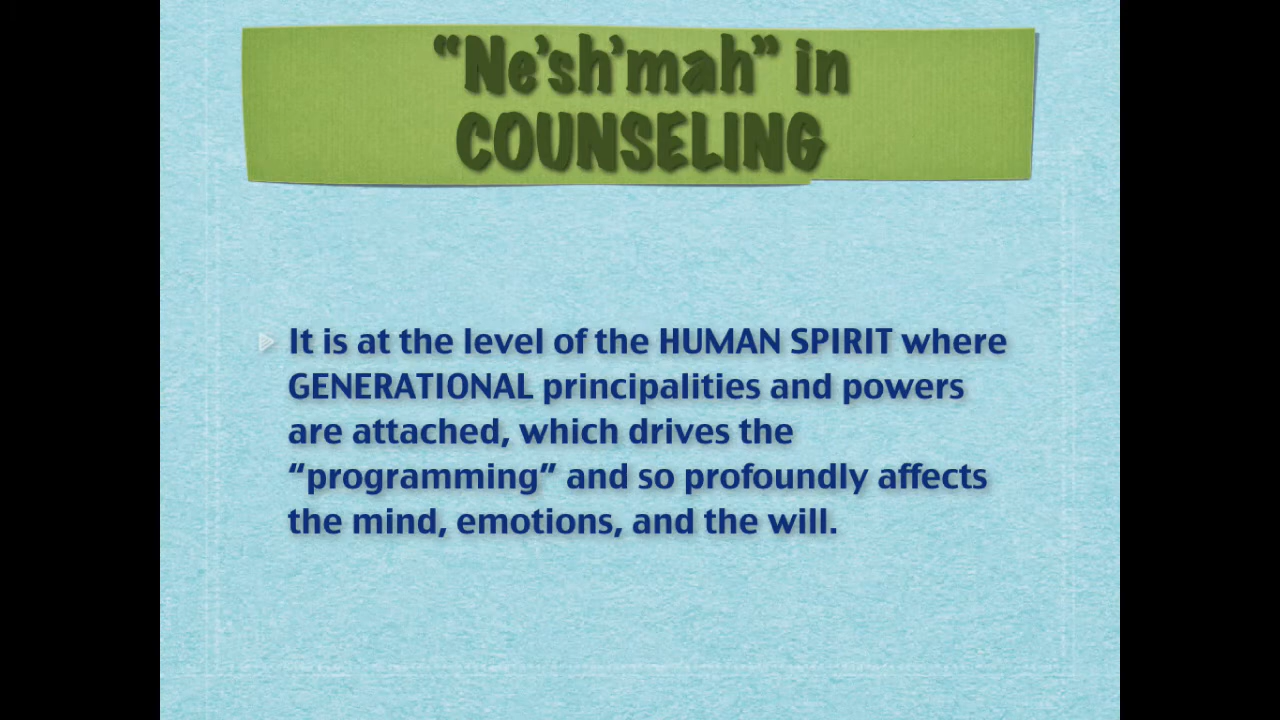 “Ne’sh’mah” in
COUNSELING
It is at the level of the HUMAN SPIRIT where
GENERATIONAL principalities and powers
are attached, which drives the
“programming” and so profoundly affects
the mind, emotions, and the will.